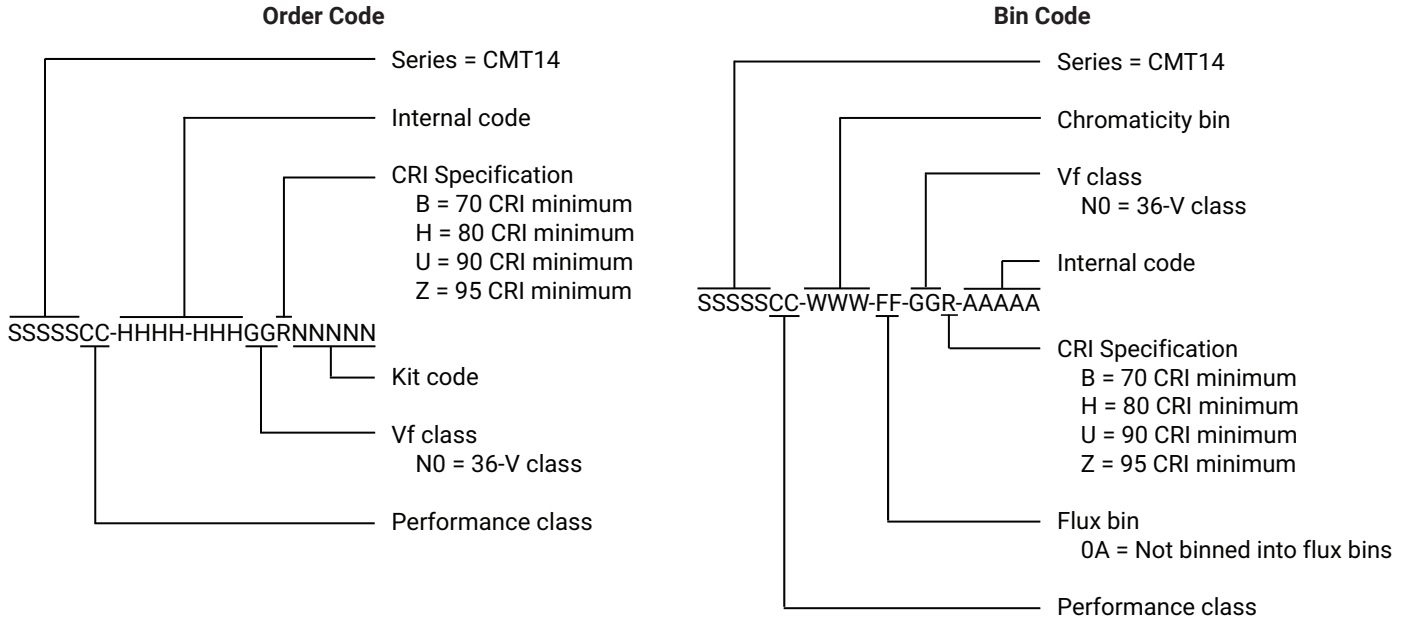 Order Code
Series = CMT14
Internal code
CRI Specification
B = 70 CRI minimum
H = 80 CRI minimum
U = 90 CRI minimum
Z = 95 CRI minimum
SSSSSCC-HHHH-HHHGGRNNNNN
Kit code
Vf class
N0 = 36-V class
Performance class
Bin Code
Series = CMT14
Chromaticity bin
Vf class
N0 = 36-V class
Internal code
SSSSSCC-WWW-FF-GGR-AAAAA
CRI Specification
B = 70 CRI minimum
H = 80 CRI minimum
U = 90 CRI minimum
Z = 95 CRI minimum
Flux bin
0A = Not binned into flux bins
Performance class